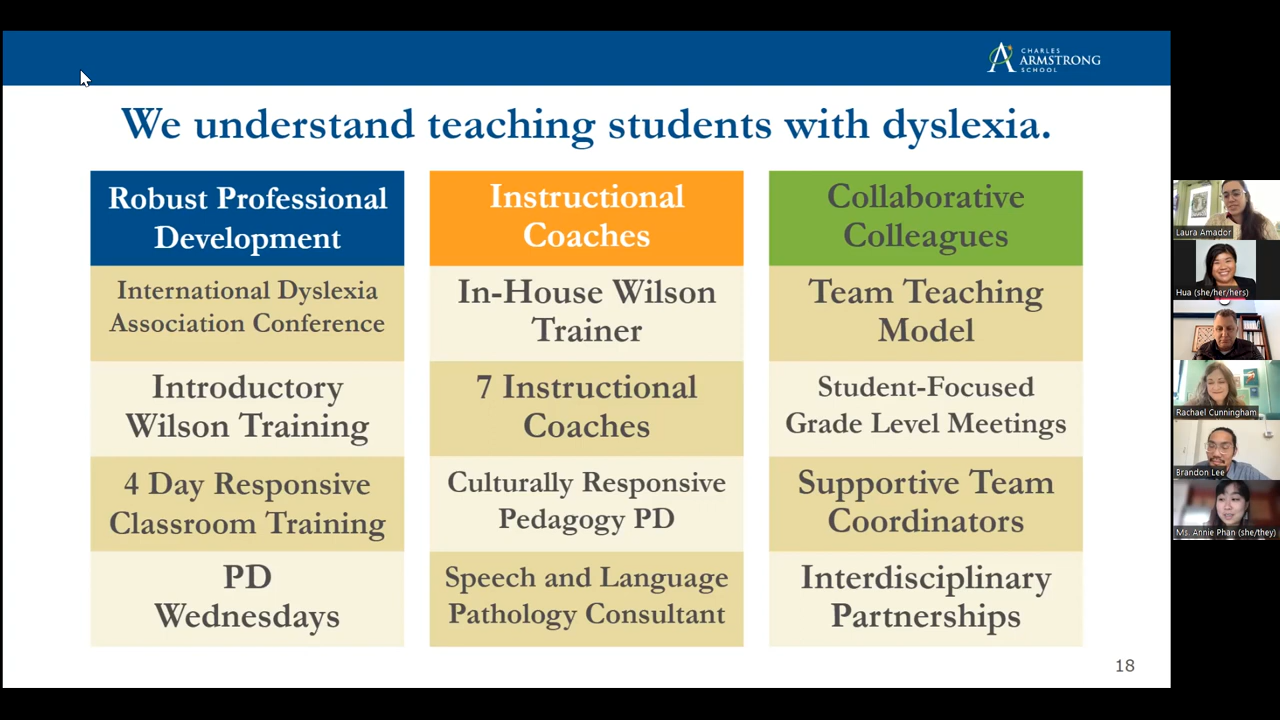 CHARLES
ARMSTRONG
SCHOOL
We understand teaching students with dyslexia.
Robust Professional
Development
International Dyslexia
Association Conference
Introductory
Wilson Training
4 Day Responsive
Classroom Training
PD
Wednesdays
Instructional
Coaches
In-House Wilson
Trainer
7 Instructional
Coaches
Culturally Responsive
Pedagogy PD
Speech and Language
Pathology Consultant
Collaborative
Colleagues
Team Teaching
Model
Student-Focused
Grade Level Meetings
Supportive Team
Coordinators
Interdisciplinary
Partnerships
18
Laura Amador
Hua (she/her/hers)
Rachael Cunningham
Brandon Lee
Ms. Annie Phan (she/they)